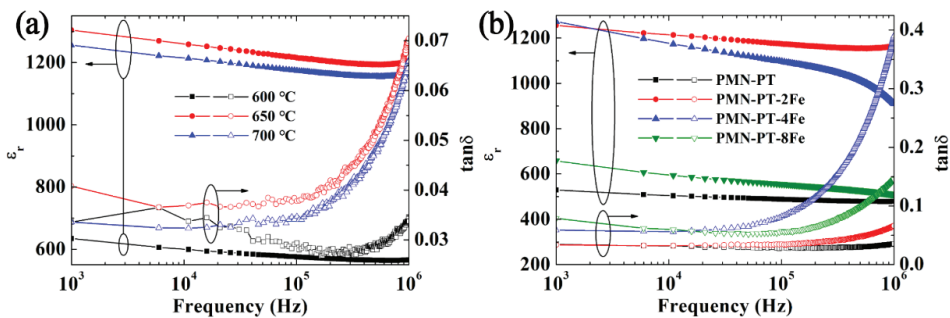 (a)
1200
1000
800
600
εr
0.07
0.06
0.05
0.04
0.03
tanδ
600 °C
650 °C
700 °C
10^3
10^4
10^5
10^6
Frequency (Hz)
(b)
1200
1000
800
600
400
200
εr
0.4
0.3
0.2
0.1
0.0
tanδ
PMN-PT
PMN-PT-2Fe
PMN-PT-4Fe
PMN-PT-8Fe
10^3
10^4
10^5
10^6
Frequency (Hz)